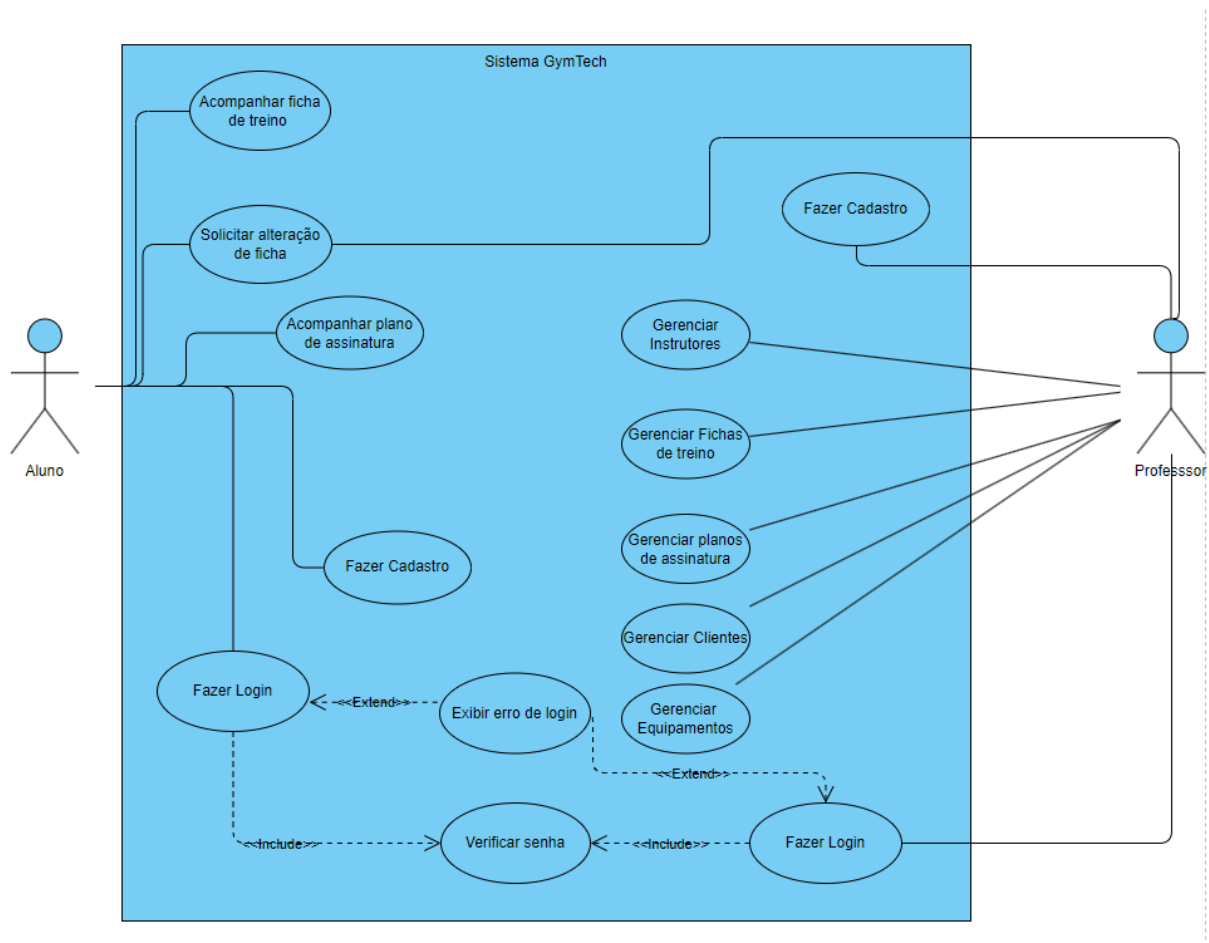 Sistema GymTech
Acompanhar ficha
de treino
Fazer Cadastro
Solicitar alteração
de ficha
Acompanhar plano
de assinatura
Gerenciar
Instrutores
Gerenciar Fichas
de treino
Aluno
Professsor
Gerenciar planos
de assinatura
Fazer Cadastro
Gerenciar Clientes
Fazer Login
<<Extend>>
Exibir erro de login
Gerenciar
Equipamentos
<<Extend>>
<<Include>>
Verificar senha
<<Include>>
Fazer Login